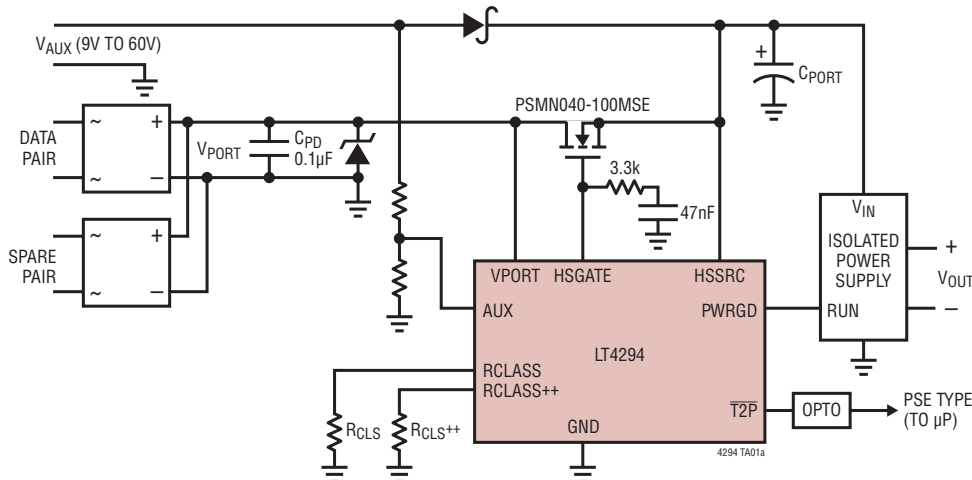 VAUX (9V TO 60V)
+
CPORT
PSMN040-100MSE
~ +
DATA
PAIR
~ –
VPORT
CPD
0.1µF
3.3k
47nF
~ +
SPARE
PAIR
~ –
VIN
ISOLATED
POWER
SUPPLY
RUN
+
VOUT
–
VPORT HSGATE HSSRC
AUX
PWRGD
LT4294
RCLASS
RCLASS++
T2P
GND
RCLS
RCLS++
OPTO
PSE TYPE
(TO µP)
4294 TA01a